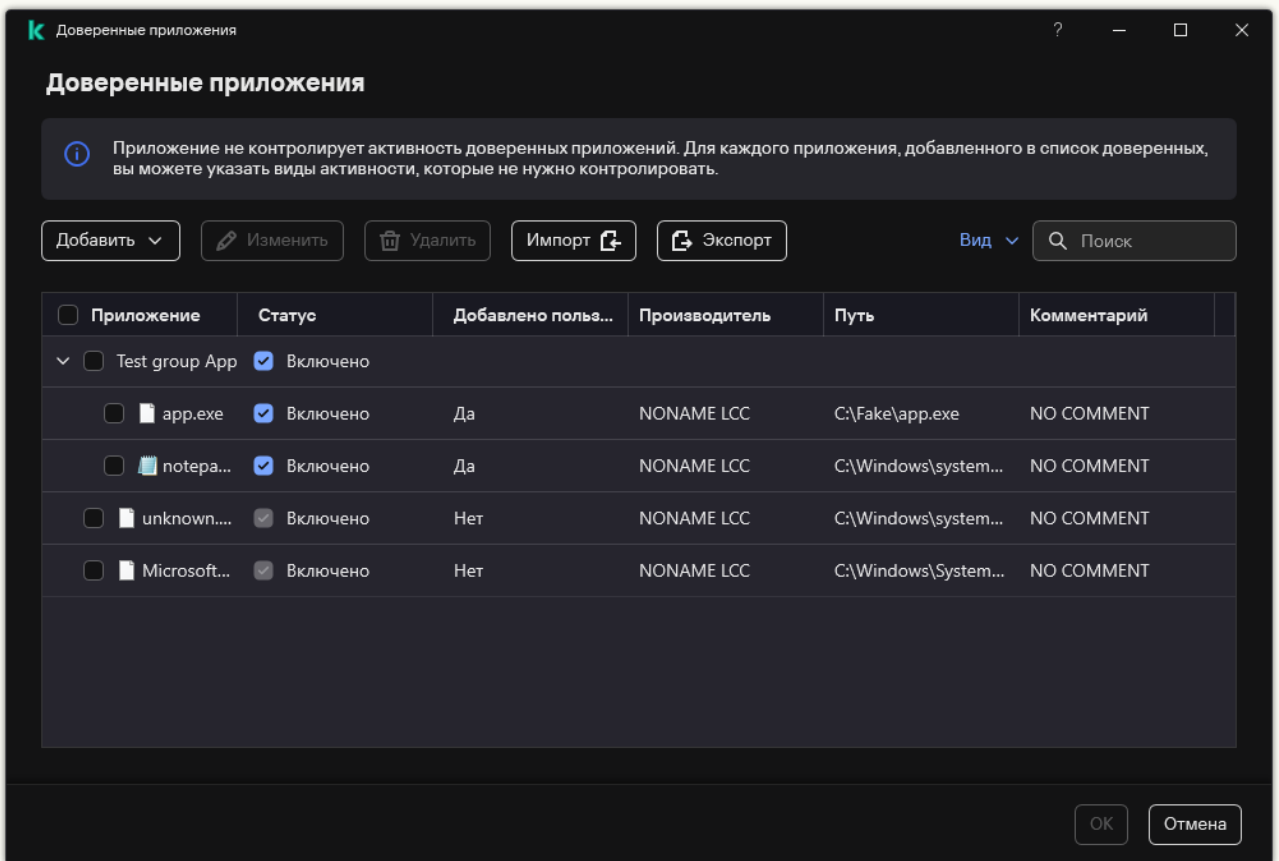 Доверенные приложения
?
Доверенные приложения
Приложение не контролирует активность доверенных приложений. Для каждого приложения, добавленного в список доверенных,
вы можете указать виды активности, которые не нужно контролировать.
Добавить Изменить Удалить Импорт Экспорт Вид Поиск
Приложение Статус Добавлено польз... Производитель Путь Комментарий
Test group App Включено
app.exe Включено Да NONAME LCC C:\Fake\app.exe NO COMMENT
notepa... Включено Да NONAME LCC C:\Windows\system... NO COMMENT
unknown.... Включено Нет NONAME LCC C:\Windows\system... NO COMMENT
Microsoft... Включено Нет NONAME LCC C:\Windows\System... NO COMMENT
OK Отмена